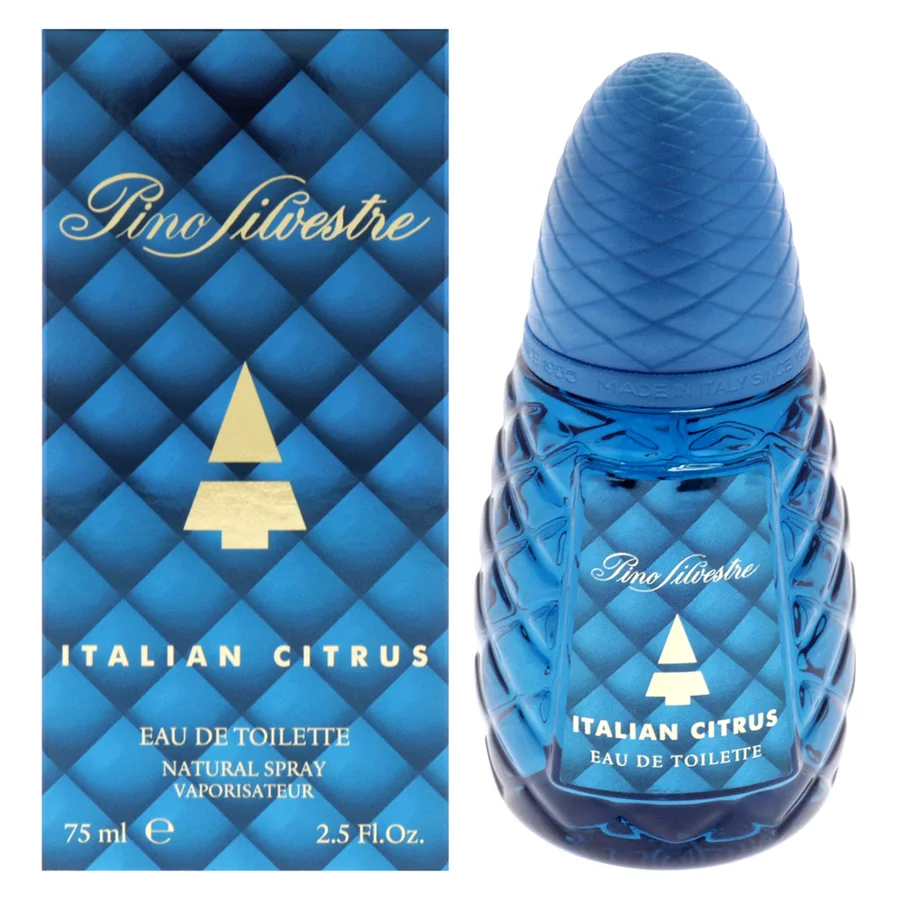 Pino Silvestre
ITALIAN CITRUS
EAU DE TOILETTE
NATURAL SPRAY
VAPORISATEUR
75 ml ℮
2.5 Fl.Oz.
MADE IN ITALY SINCE
Pino Silvestre
ITALIAN CITRUS
EAU DE TOILETTE